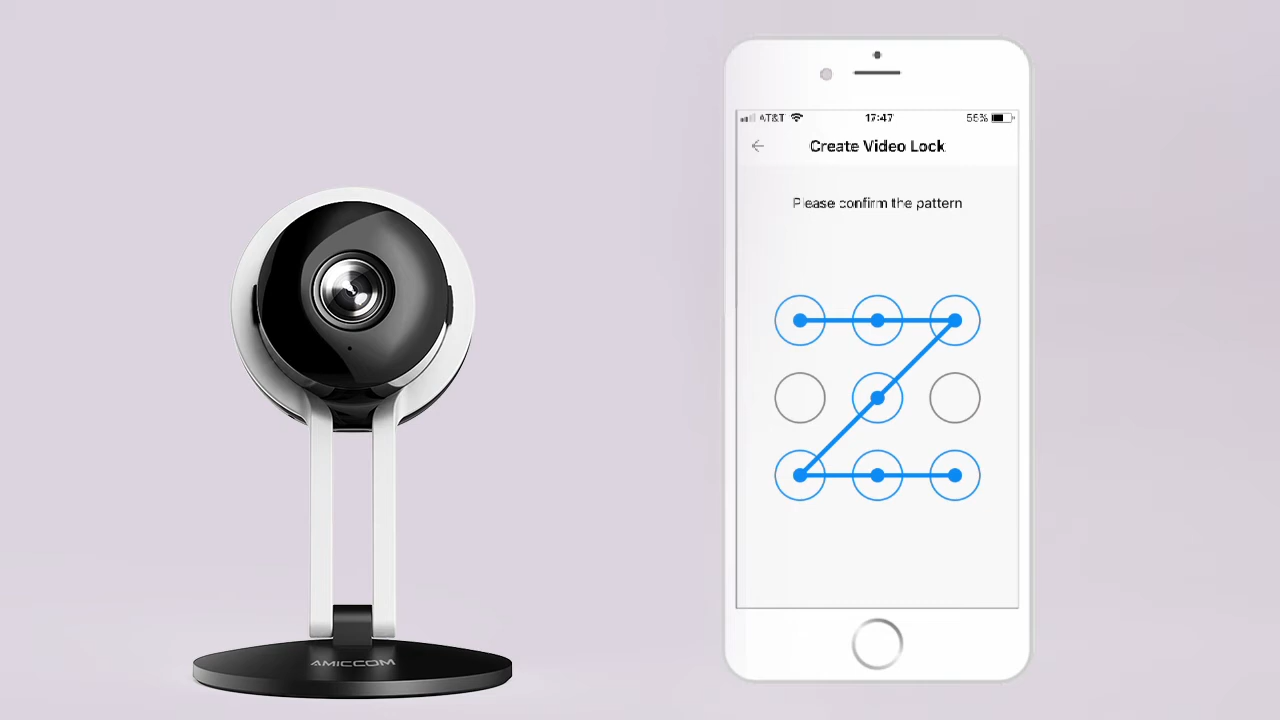 AT&T 17:47 55%
Create Video Lock
Please confirm the pattern
AMICCOM